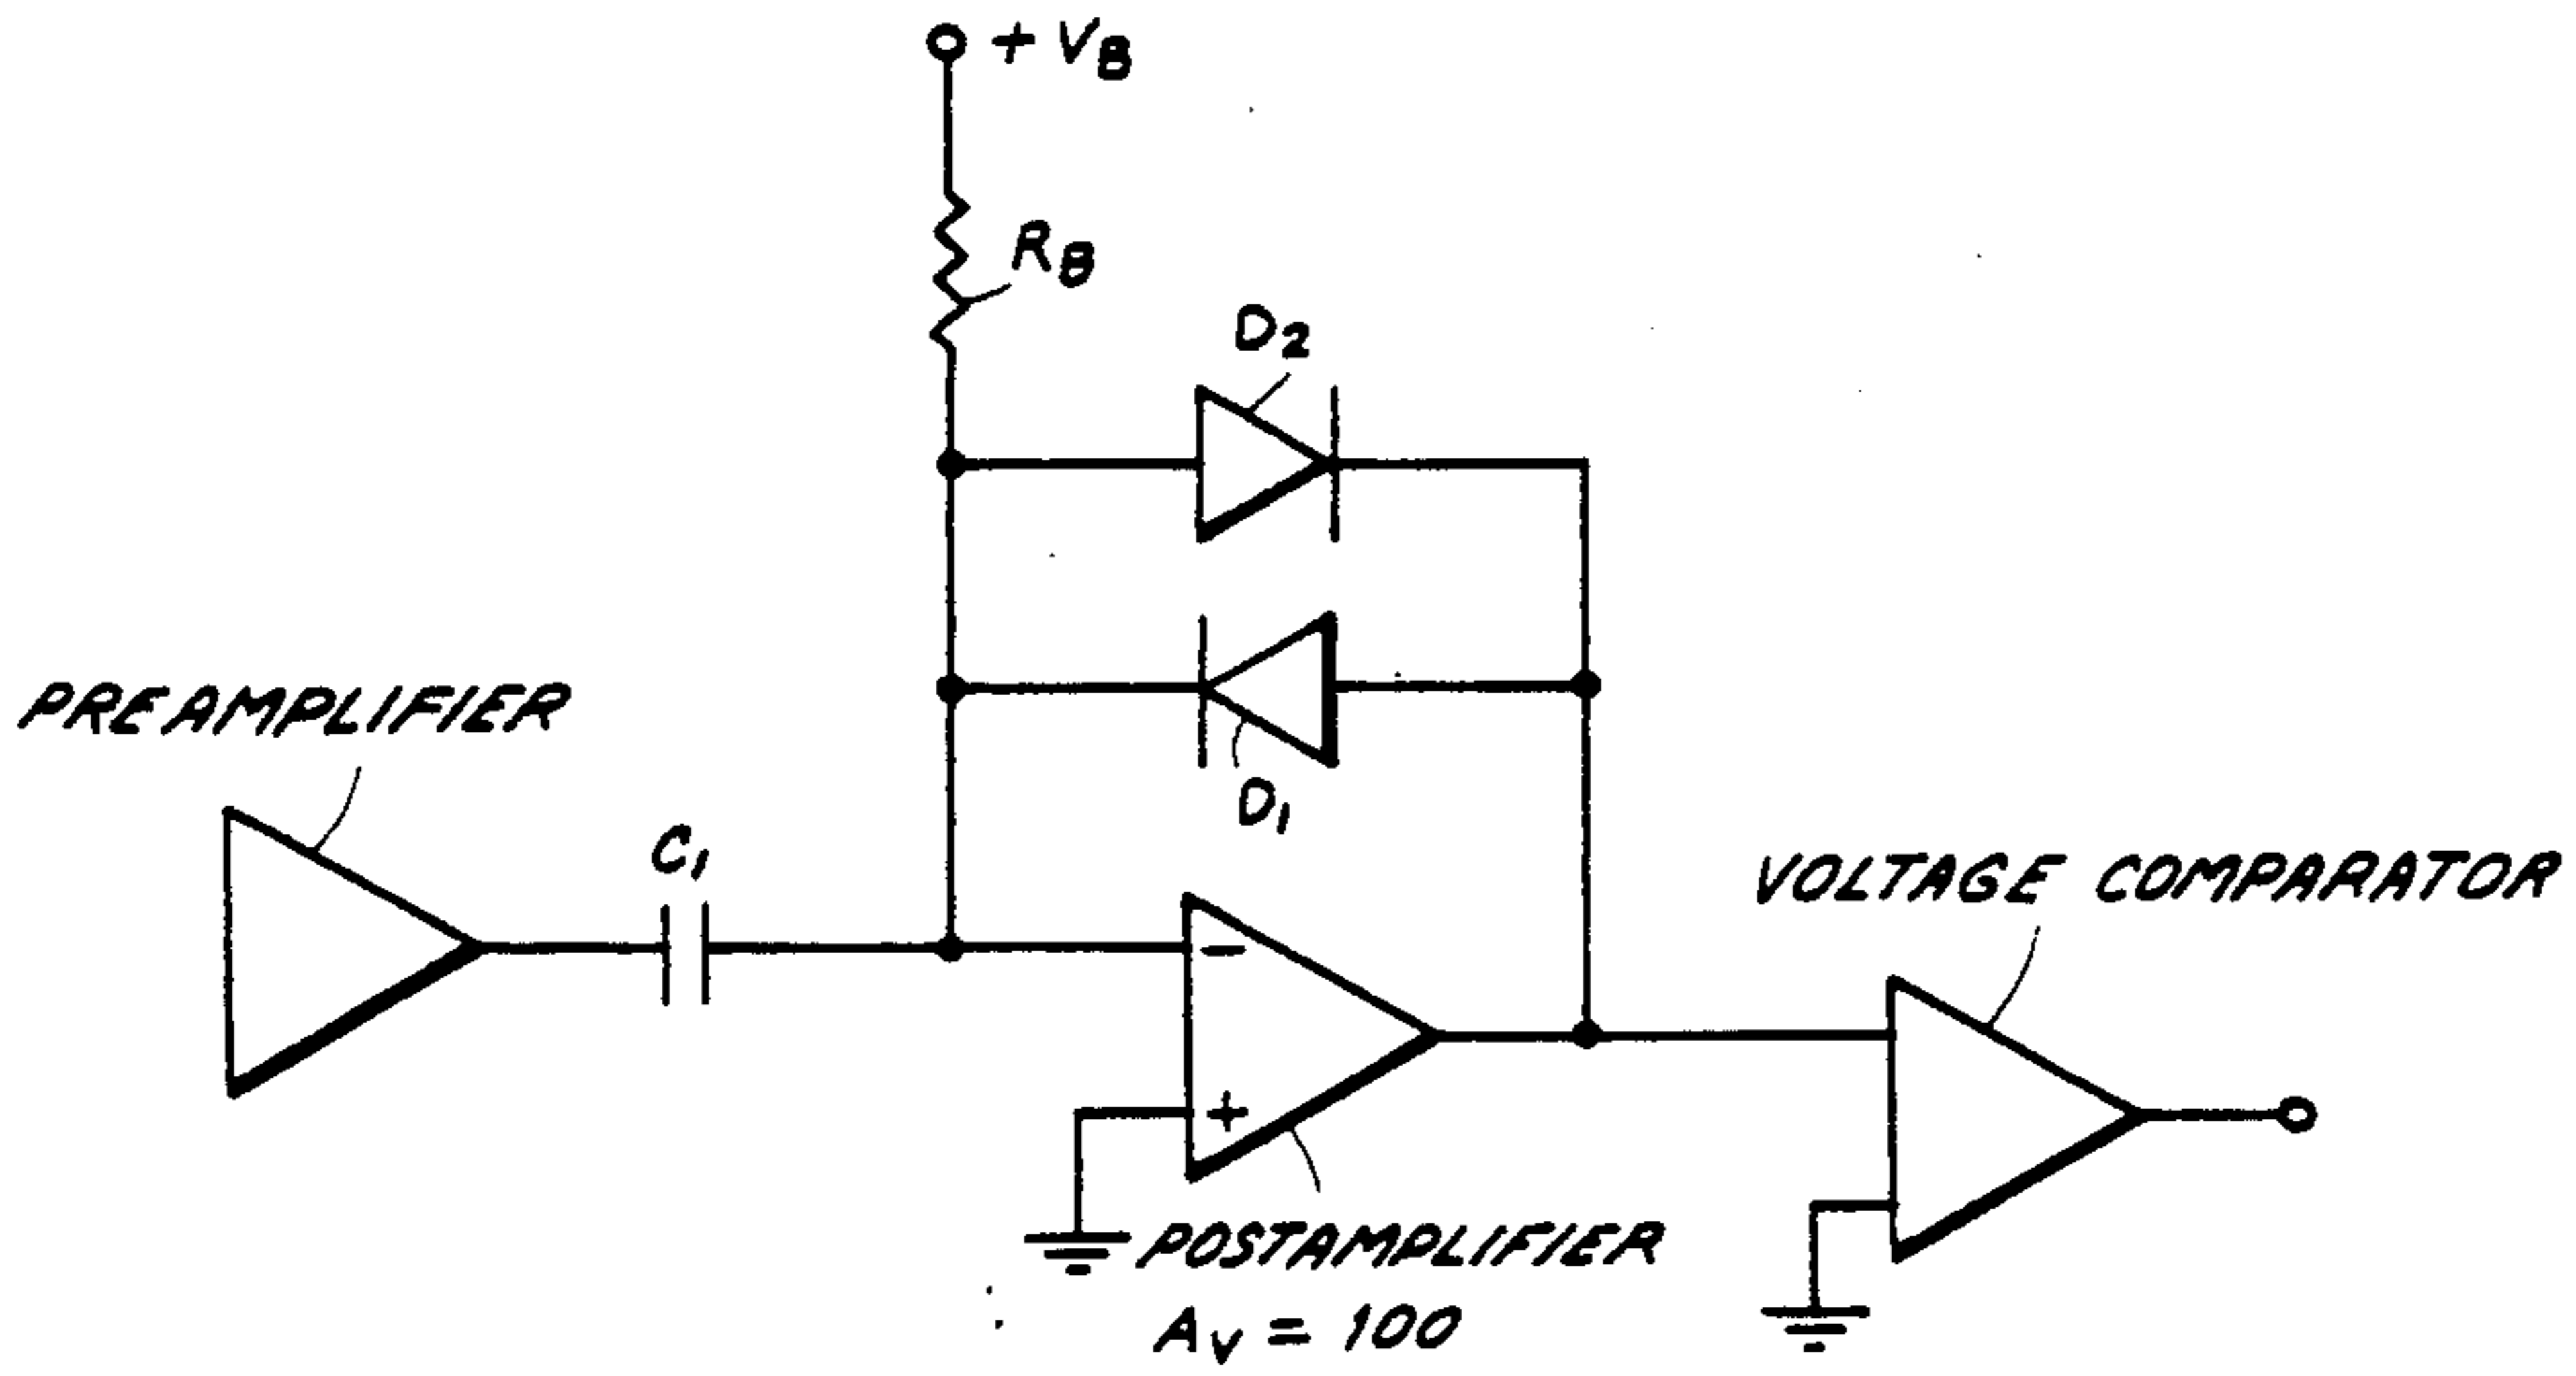 + VB
RB
D2
PREAMPLIFIER
D1
C1
VOLTAGE COMPARATOR
−
+
POSTAMPLIFIER
AV = 100